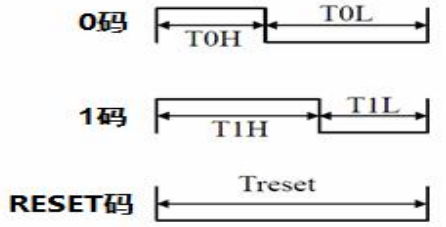 0码 T0H T0L
1码 T1H T1L
RESET码 Treset